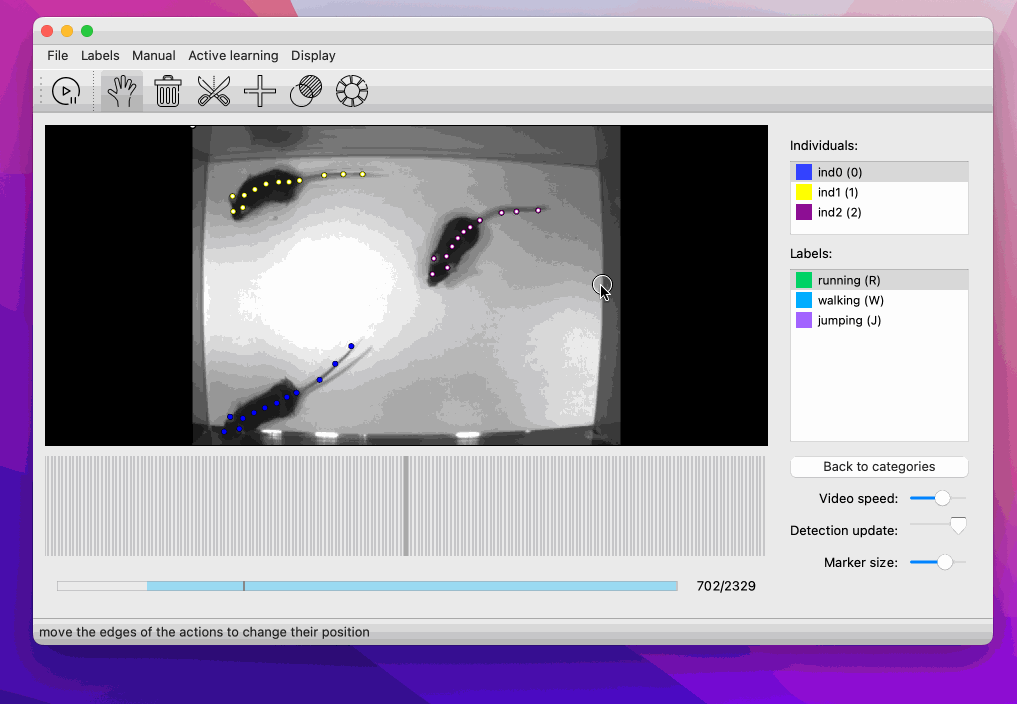 File Labels Manual Active learning Display
Individuals:
ind0 (0)
ind1 (1)
ind2 (2)
Labels:
running (R)
walking (W)
jumping (J)
Back to categories
Video speed:
Detection update:
Marker size:
702/2329
move the edges of the actions to change their position